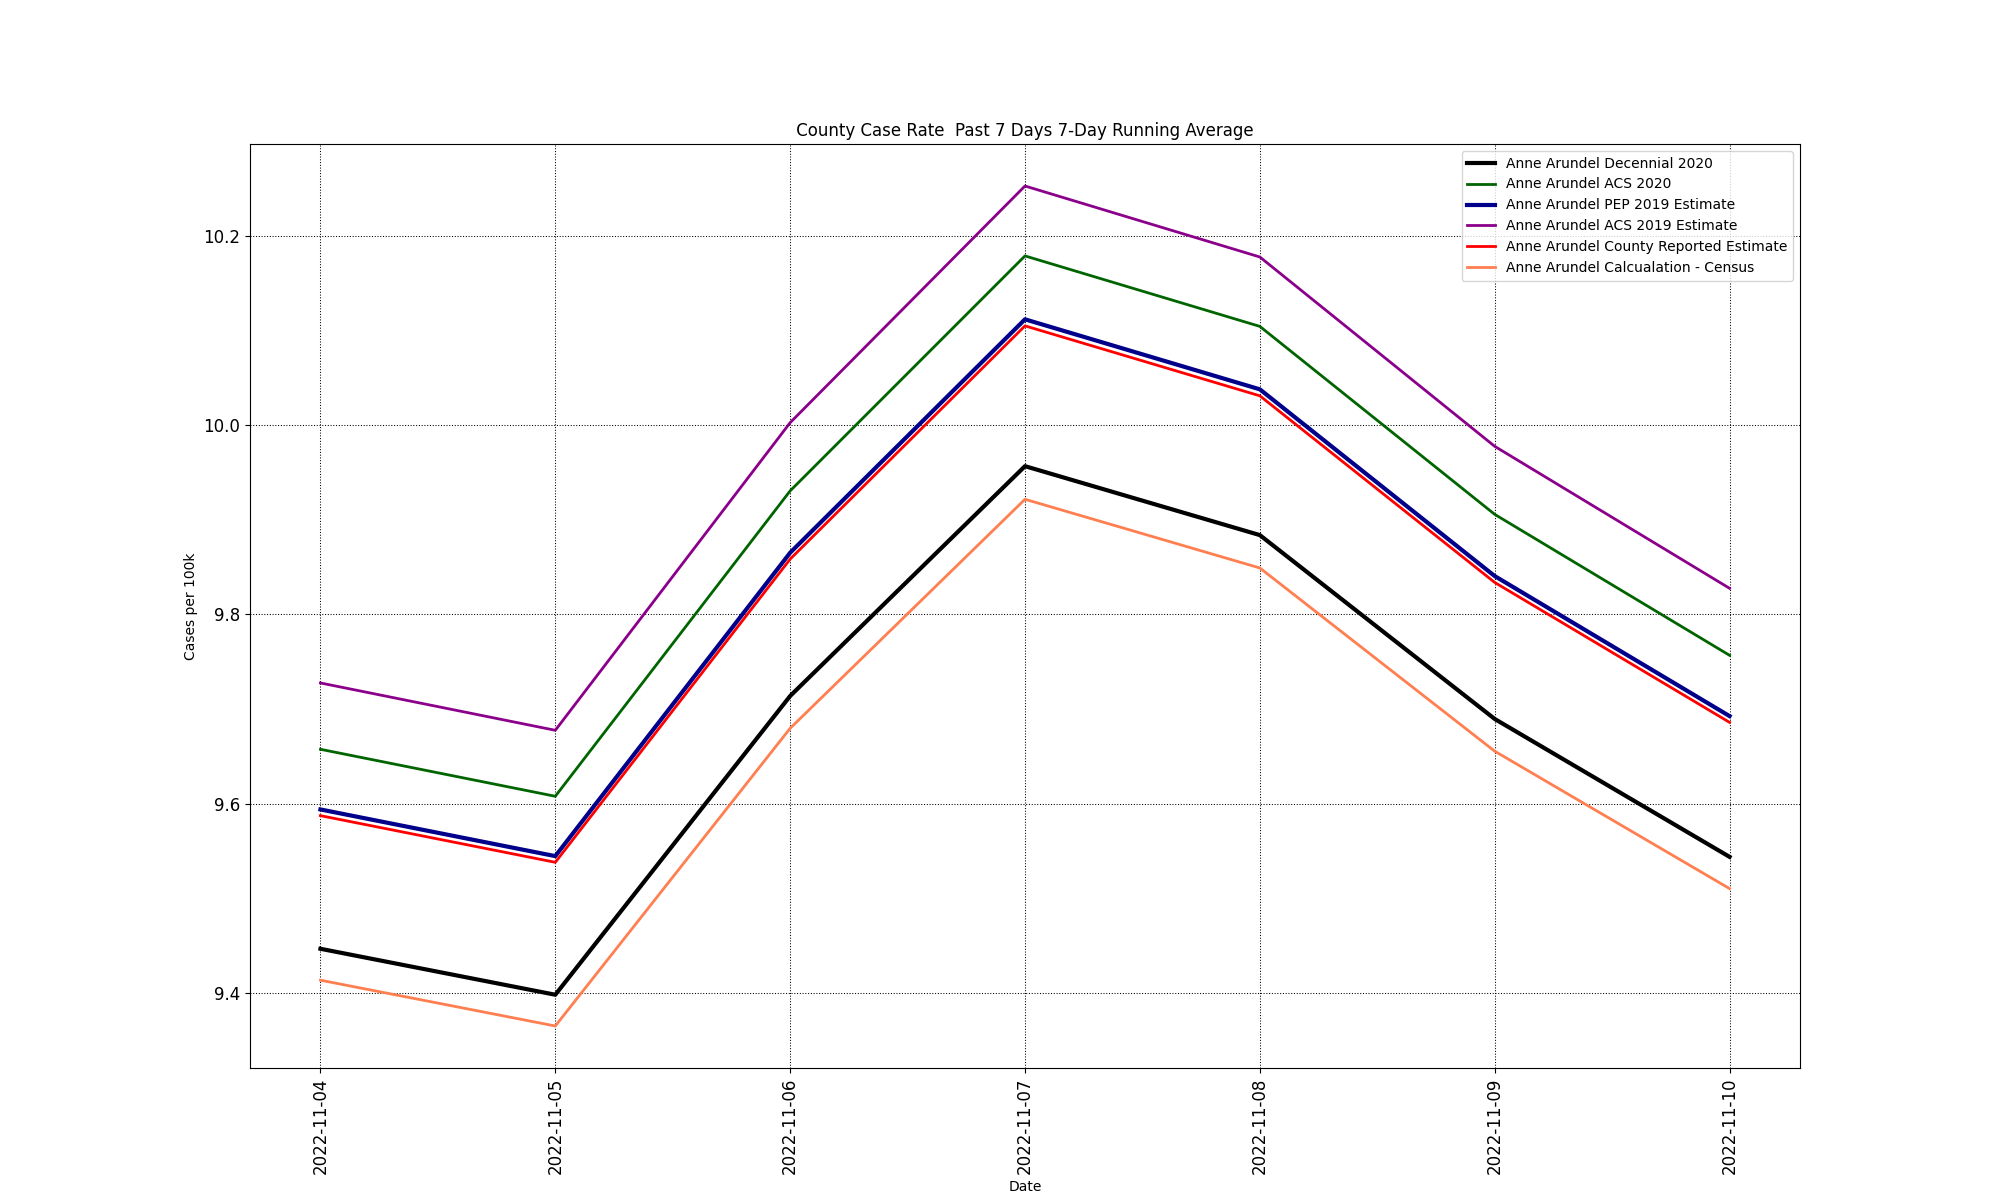 County Case Rate  Past 7 Days 7-Day Running Average
Anne Arundel Decennial 2020
Anne Arundel ACS 2020
Anne Arundel PEP 2019 Estimate
Anne Arundel ACS 2019 Estimate
Anne Arundel County Reported Estimate
Anne Arundel Calcualation - Census
Cases per 100k
10.2
10.0
9.8
9.6
9.4
2022-11-04
2022-11-05
2022-11-06
2022-11-07
2022-11-08
2022-11-09
2022-11-10
Date